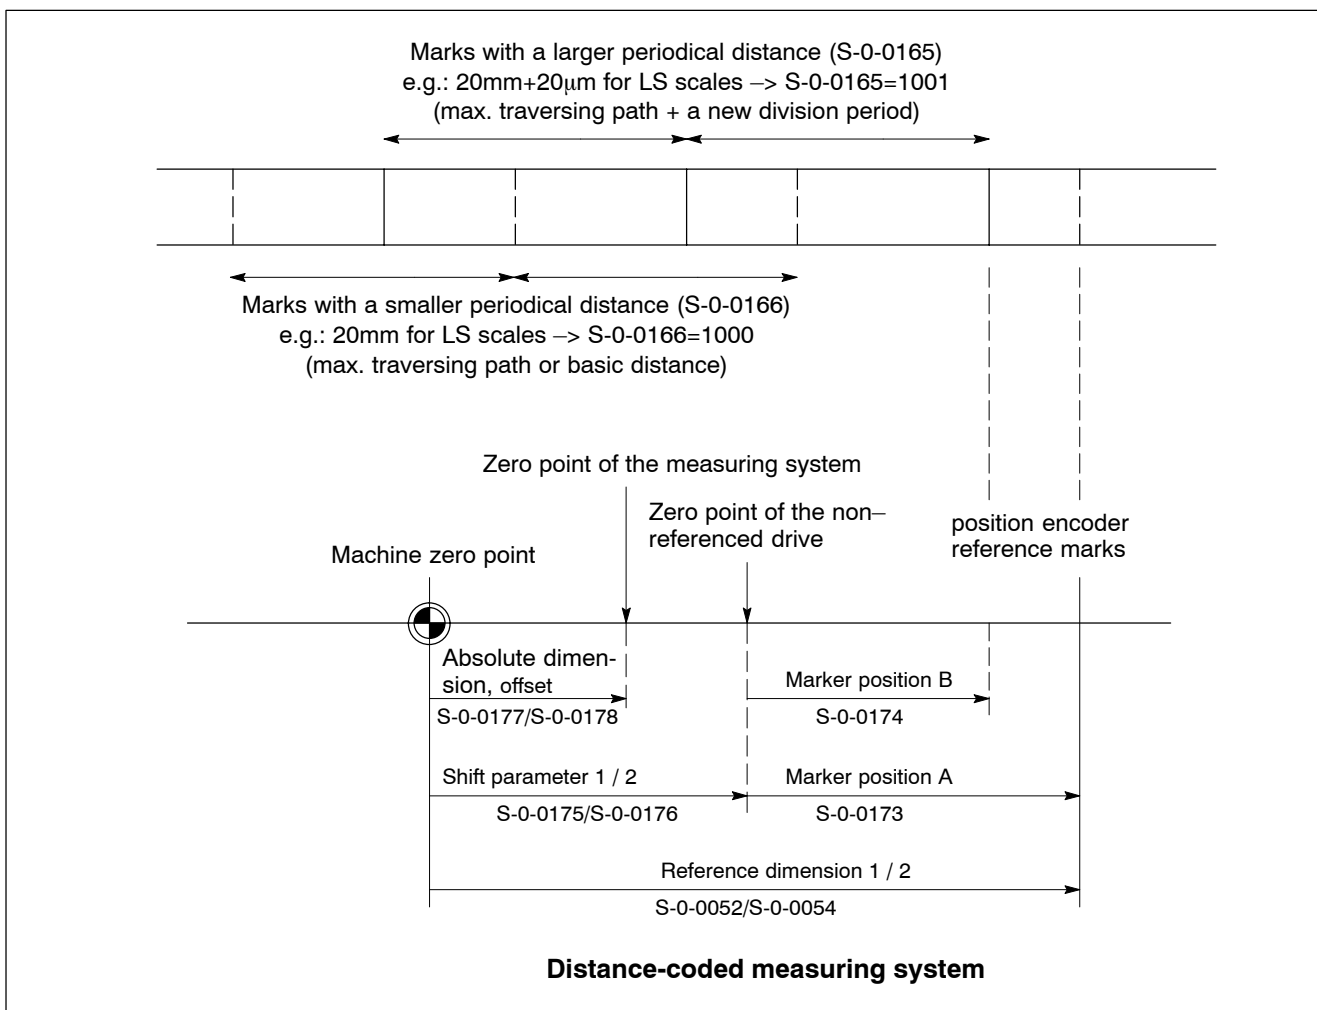 Marks with a larger periodical distance (S-0-0165)
e.g.: 20mm+20μm for LS scales –> S-0-0165=1001
(max. traversing path + a new division period)
Marks with a smaller periodical distance (S-0-0166)
e.g.: 20mm for LS scales –> S-0-0166=1000
(max. traversing path or basic distance)
Zero point of the measuring system
Zero point of the non–
referenced drive
position encoder
reference marks
Machine zero point
Absolute dimen-
sion, offset
S-0-0177/S-0-0178
Marker position B
S-0-0174
Shift parameter 1 / 2
S-0-0175/S-0-0176
Marker position A
S-0-0173
Reference dimension 1 / 2
S-0-0052/S-0-0054
Distance-coded measuring system